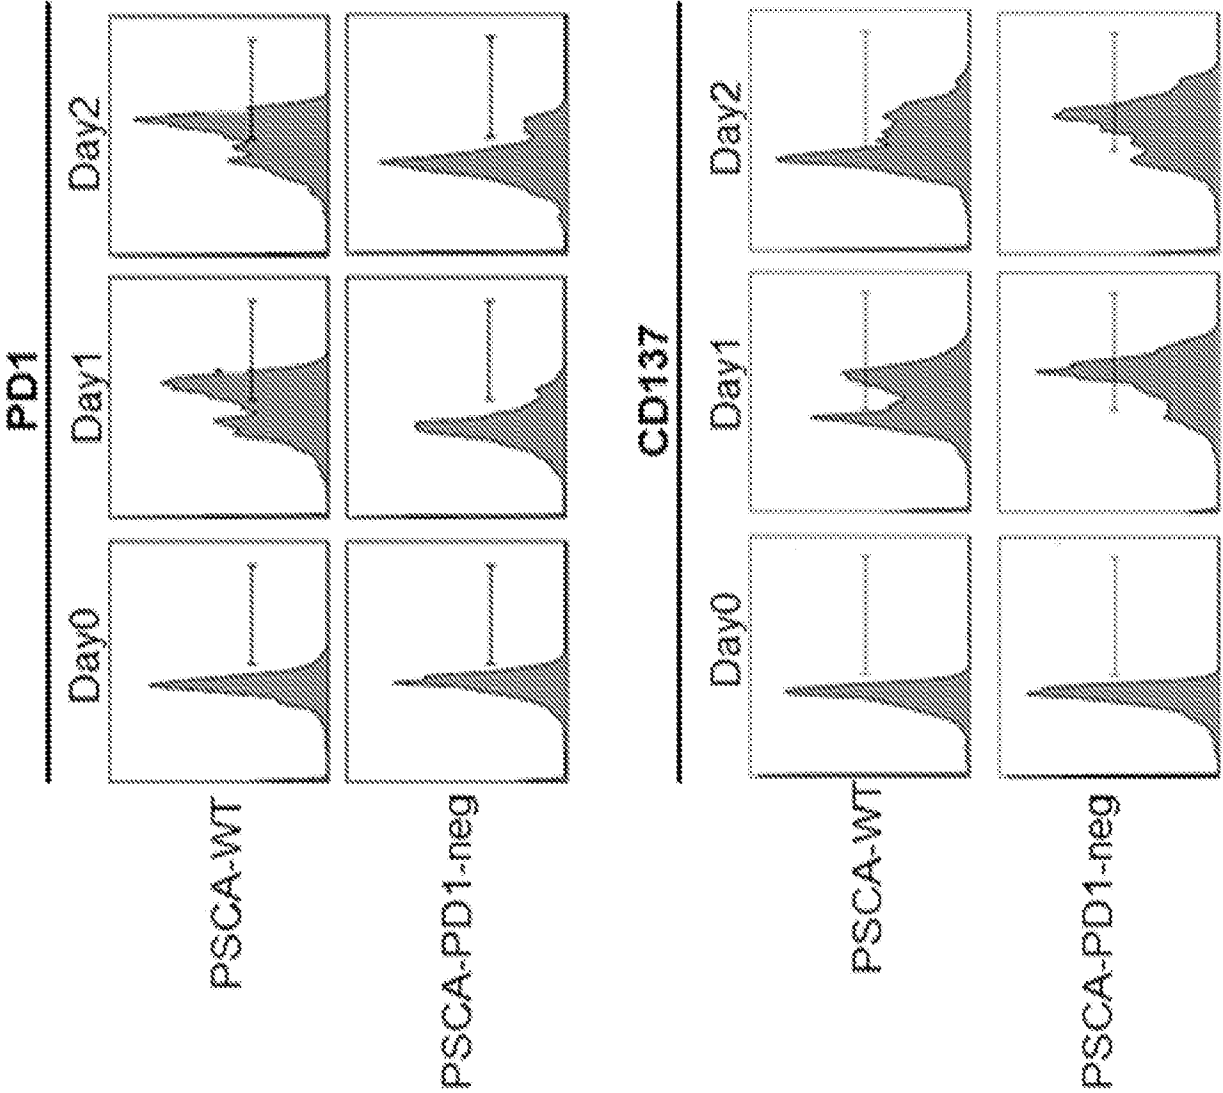 PD1
Day0 Day1 Day2
PSCA-WT
PSCA-PD1-neg
CD137
Day0 Day1 Day2
PSCA-WT
PSCA-PD1-neg